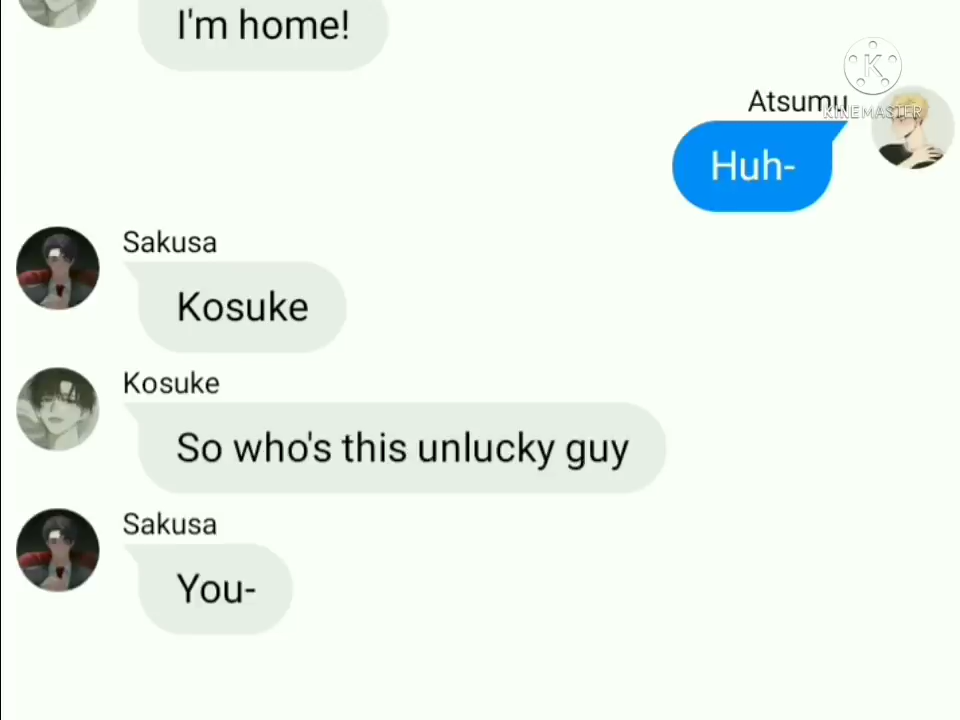 I'm home!
Atsumu
K
KINEMASTER
Huh-
Sakusa
Kosuke
Kosuke
So who's this unlucky guy
Sakusa
You-